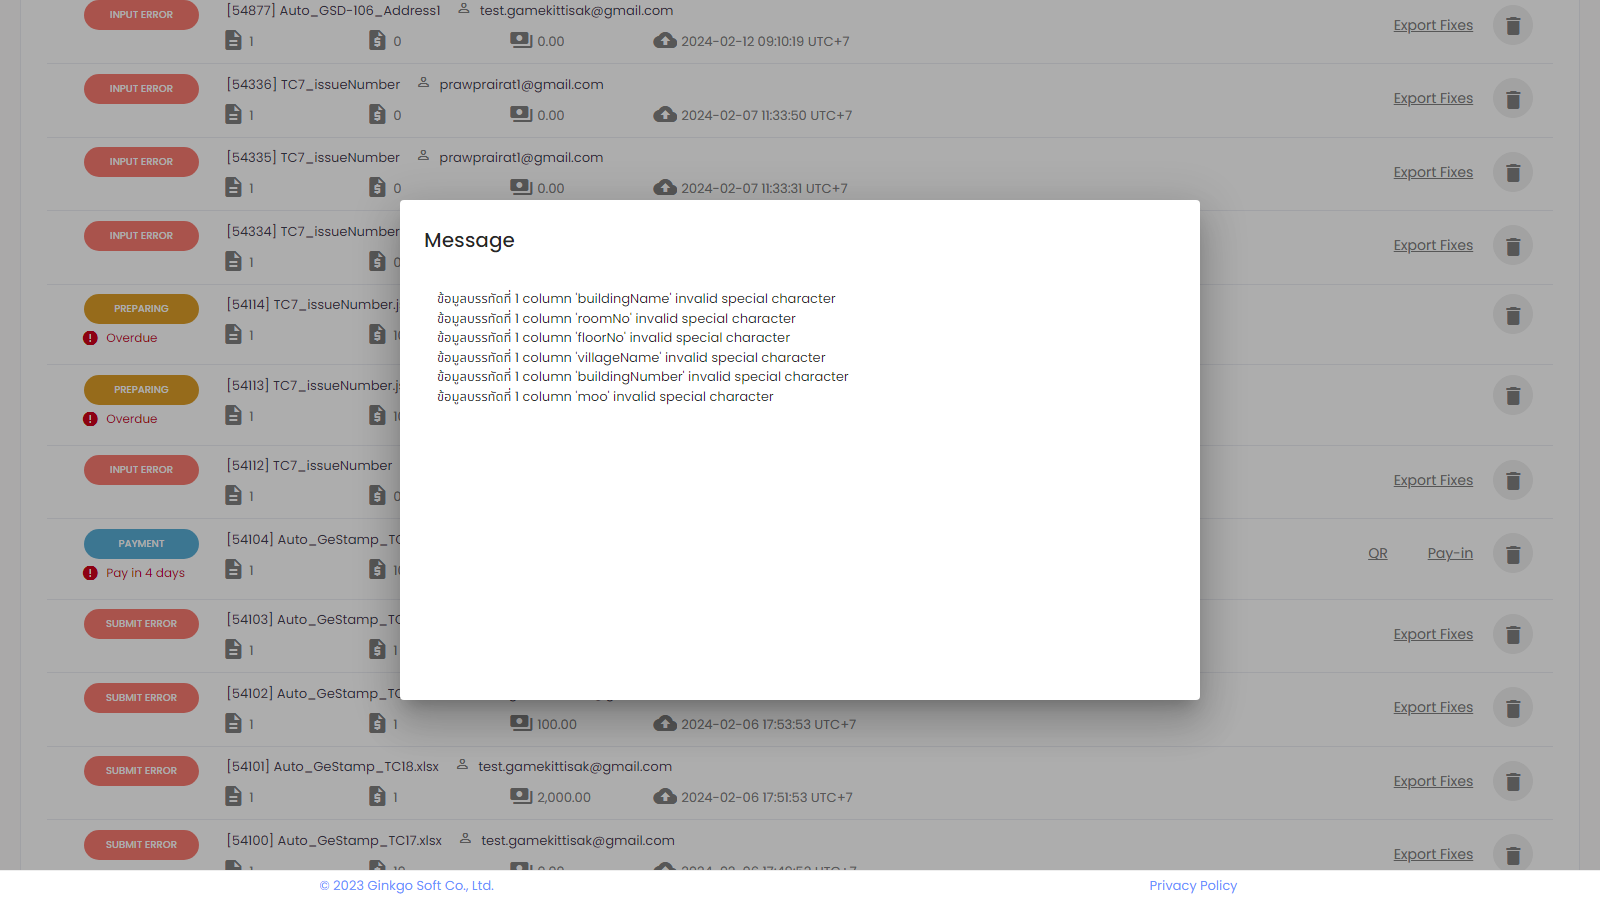 INPUT ERROR [54877] Auto_GSD-106_Address1 test.gamekittisak@gmail.com
1 0 0.00 2024-02-12 09:10:19 UTC+7 Export Fixes
INPUT ERROR [54336] TC7_issueNumber prawprairat1@gmail.com
1 0 0.00 2024-02-07 11:33:50 UTC+7 Export Fixes
INPUT ERROR [54335] TC7_issueNumber prawprairat1@gmail.com
1 0 0.00 2024-02-07 11:33:31 UTC+7 Export Fixes
INPUT ERROR [54334] TC7_issueNumber
1 0 Export Fixes
Message
ข้อมูลบรรทัดที่ 1 column 'buildingName' invalid special character
ข้อมูลบรรทัดที่ 1 column 'roomNo' invalid special character
ข้อมูลบรรทัดที่ 1 column 'floorNo' invalid special character
ข้อมูลบรรทัดที่ 1 column 'villageName' invalid special character
ข้อมูลบรรทัดที่ 1 column 'buildingNumber' invalid special character
ข้อมูลบรรทัดที่ 1 column 'moo' invalid special character
PREPARING [54114] TC7_issueNumber.j
Overdue 1
PREPARING [54113] TC7_issueNumber.j
Overdue 1
INPUT ERROR [54112] TC7_issueNumber
1 0 Export Fixes
PAYMENT [54104] Auto_GeStamp_TC
Pay in 4 days 1 QR Pay-in
SUBMIT ERROR [54103] Auto_GeStamp_TC
1 1 Export Fixes
SUBMIT ERROR [54102] Auto_GeStamp_TC
1 1 100.00 2024-02-06 17:53:53 UTC+7 Export Fixes
SUBMIT ERROR [54101] Auto_GeStamp_TC18.xlsx test.gamekittisak@gmail.com
1 1 2,000.00 2024-02-06 17:51:53 UTC+7 Export Fixes
SUBMIT ERROR [54100] Auto_GeStamp_TC17.xlsx test.gamekittisak@gmail.com
Export Fixes
© 2023 Ginkgo Soft Co., Ltd. Privacy Policy